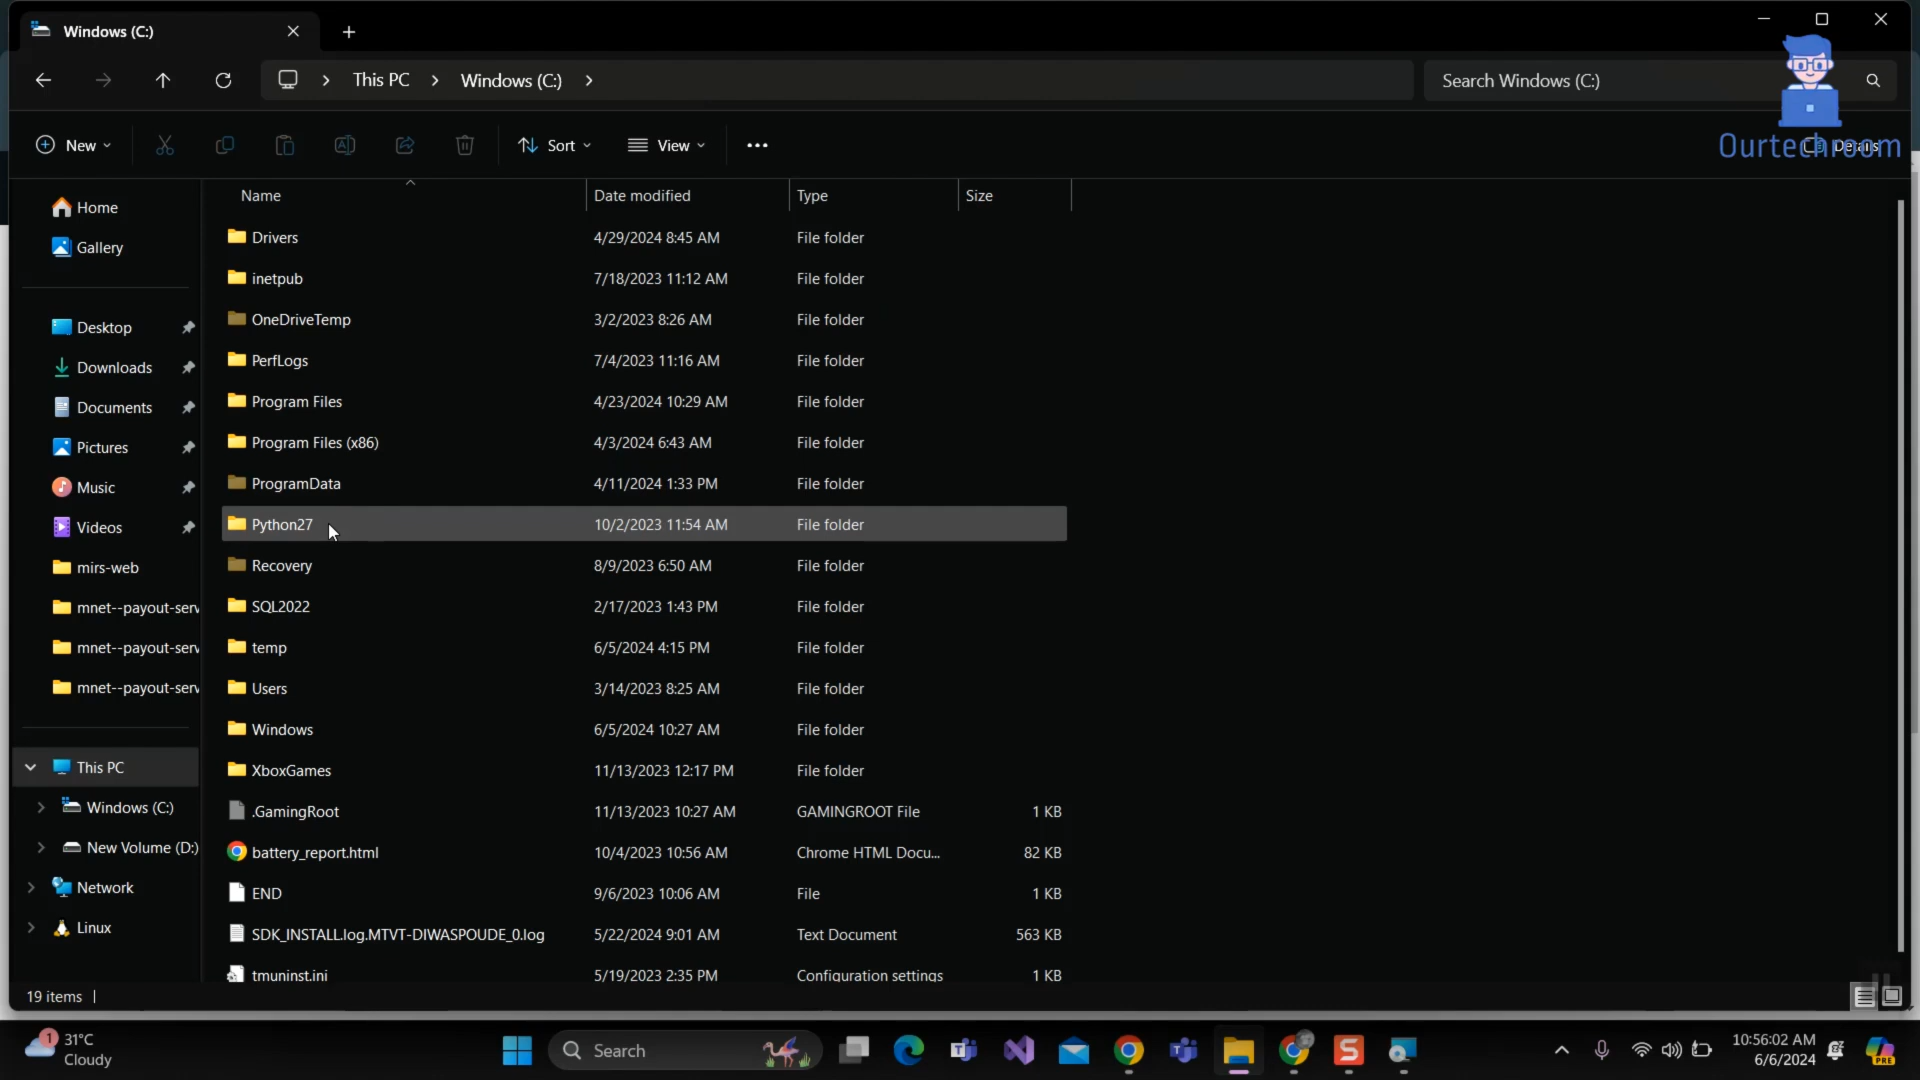 Windows (C:)
This PC > Windows (C:) >
Search Windows (C:)
Ourtechroom
New
Sort
View
Details
Name Date modified Type Size
Home
Gallery
Desktop
Downloads
Documents
Pictures
Music
Videos
mirs-web
mnet--payout-serv
mnet--payout-serv
mnet--payout-serv
This PC
Windows (C:)
New Volume (D:)
Network
Linux
Drivers 4/29/2024 8:45 AM File folder
inetpub 7/18/2023 11:12 AM File folder
OneDriveTemp 3/2/2023 8:26 AM File folder
PerfLogs 7/4/2023 11:16 AM File folder
Program Files 4/23/2024 10:29 AM File folder
Program Files (x86) 4/3/2024 6:43 AM File folder
ProgramData 4/11/2024 1:33 PM File folder
Python27 10/2/2023 11:54 AM File folder
Recovery 8/9/2023 6:50 AM File folder
SQL2022 2/17/2023 1:43 PM File folder
temp 6/5/2024 4:15 PM File folder
Users 3/14/2023 8:25 AM File folder
Windows 6/5/2024 10:27 AM File folder
XboxGames 11/13/2023 12:17 PM File folder
.GamingRoot 11/13/2023 10:27 AM GAMINGROOT File 1 KB
battery_report.html 10/4/2023 10:56 AM Chrome HTML Docu... 82 KB
END 9/6/2023 10:06 AM File 1 KB
SDK_INSTALL.log.MTVT-DIWASPOUDE_0.log 5/22/2024 9:01 AM Text Document 563 KB
tmuninst.ini 5/19/2023 2:35 PM Configuration settings 1 KB
19 items
1
31°C
Cloudy
Search
10:56:02 AM
6/6/2024
PRE